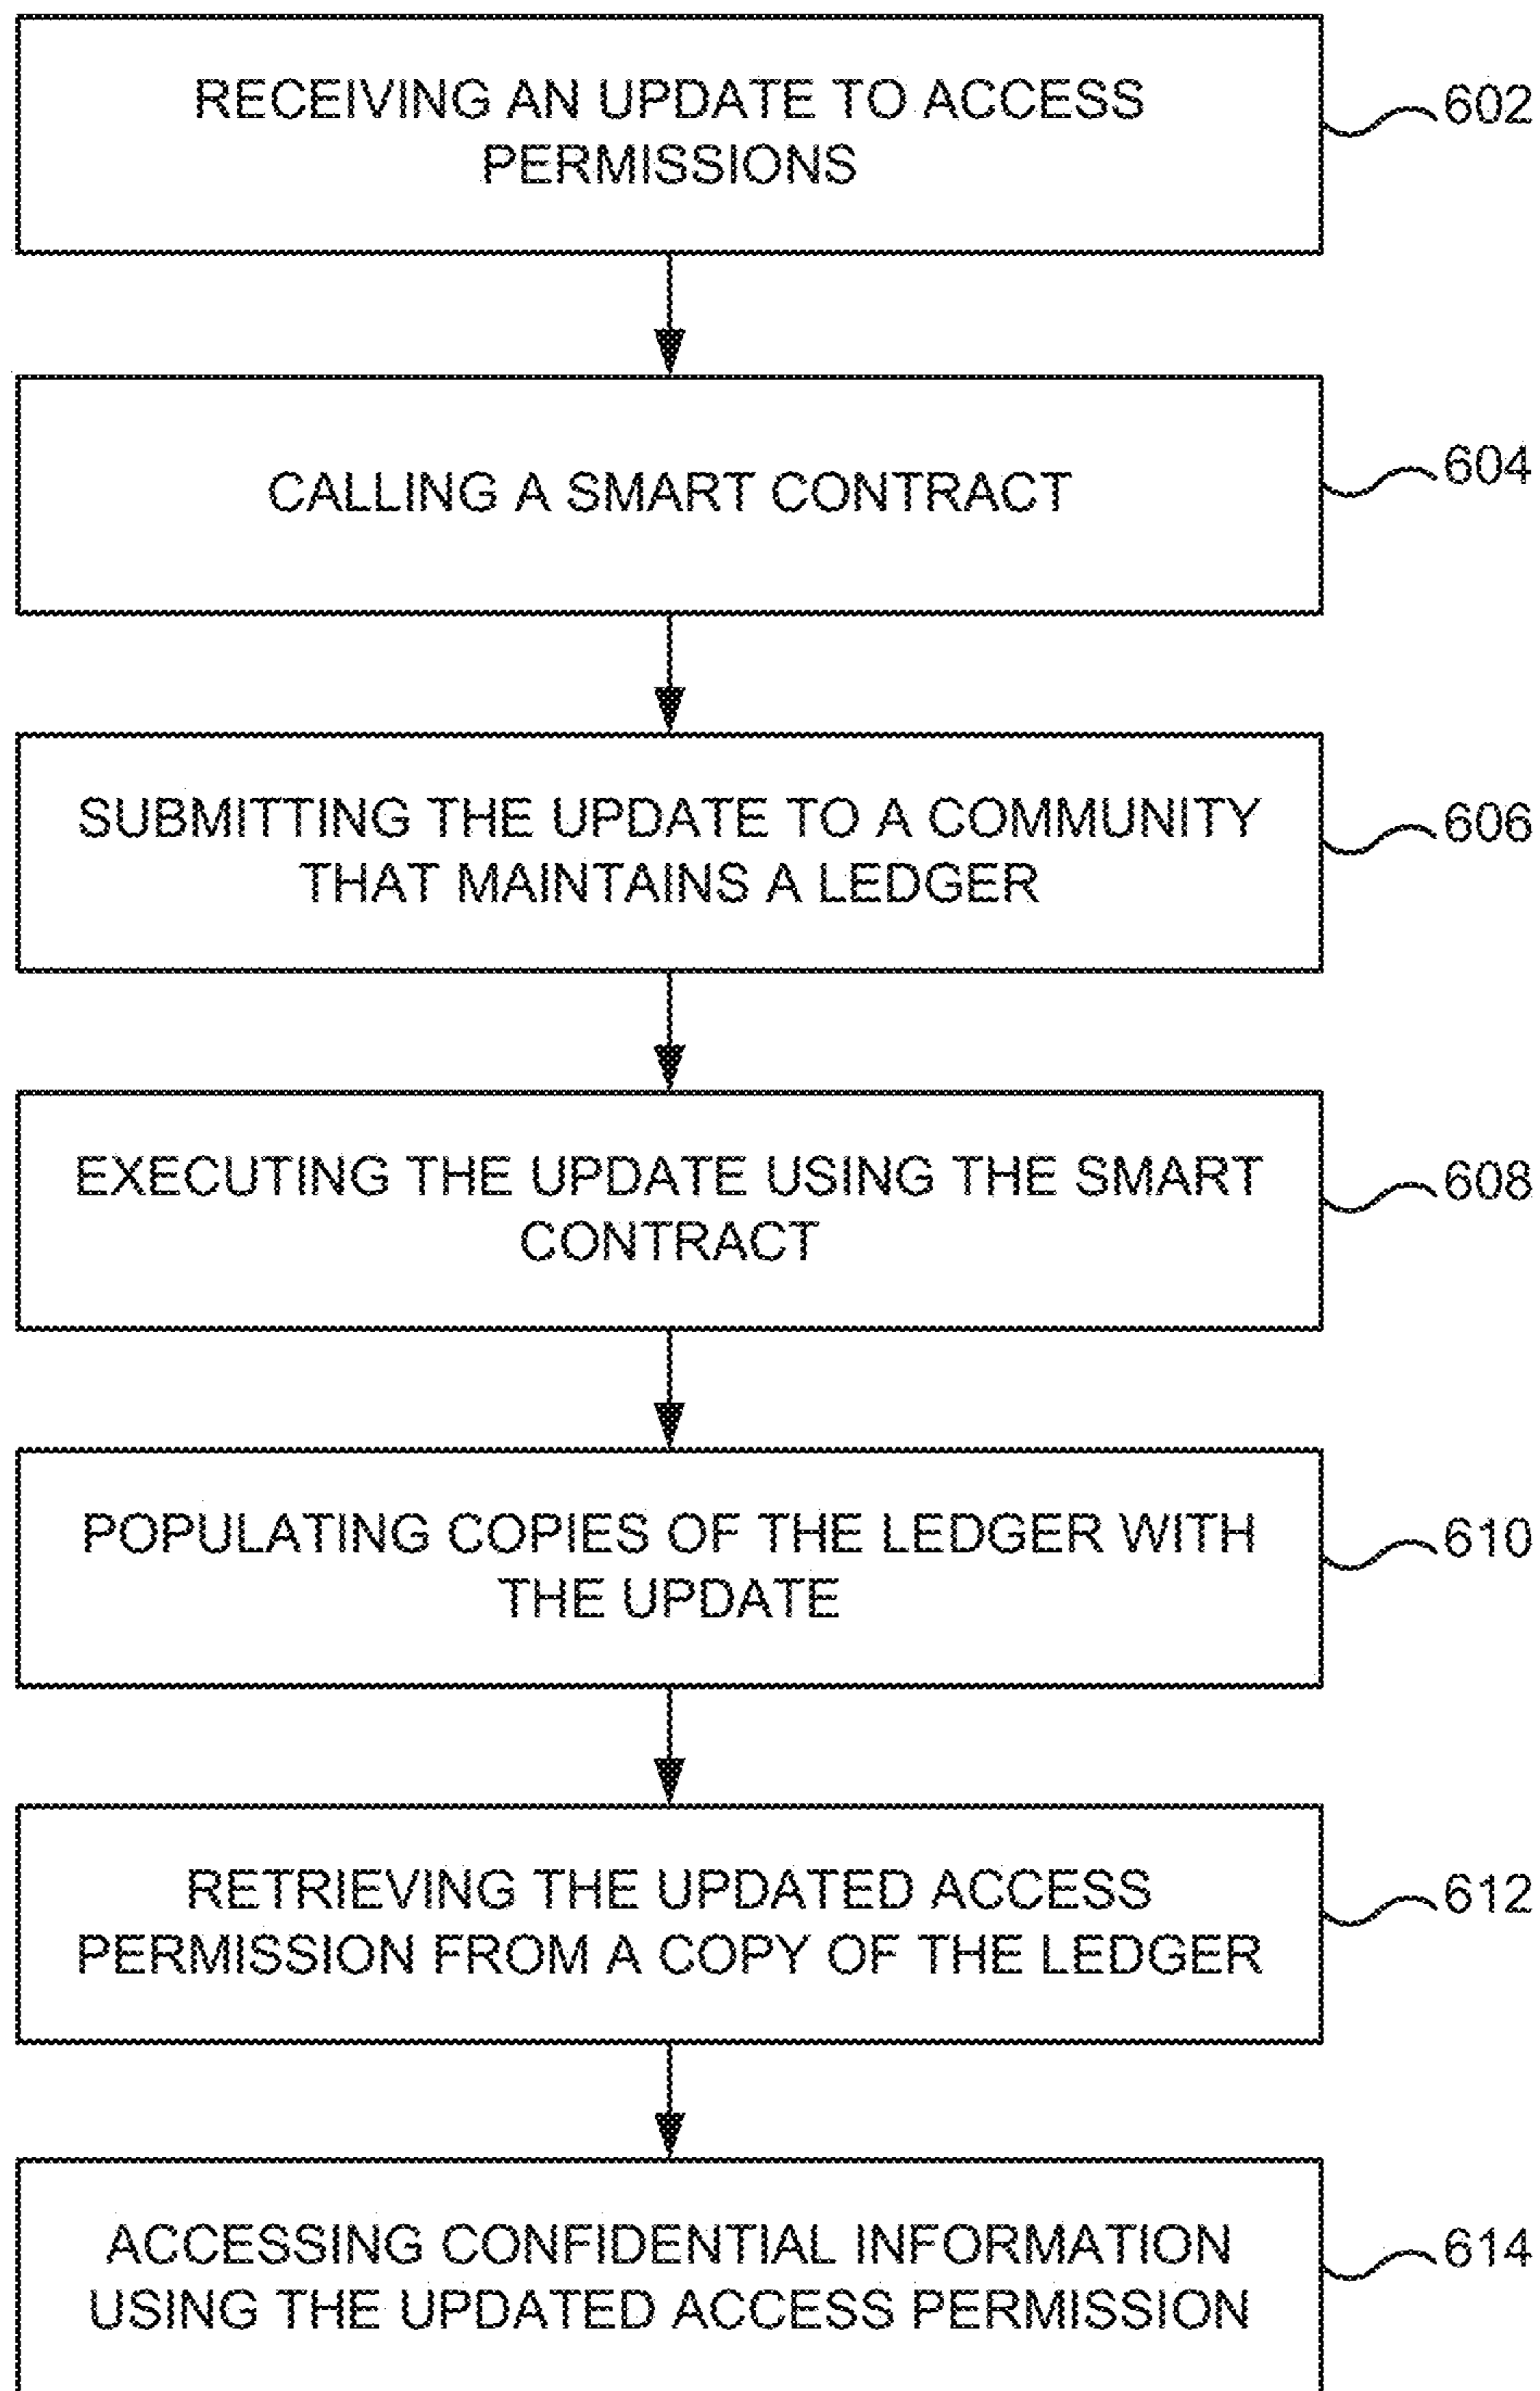 RECEIVING AN UPDATE TO ACCESS
PERMISSIONS
602
CALLING A SMART CONTRACT
604
SUBMITTING THE UPDATE TO A COMMUNITY
THAT MAINTAINS A LEDGER
606
EXECUTING THE UPDATE USING THE SMART
CONTRACT
608
POPULATING COPIES OF THE LEDGER WITH
THE UPDATE
610
RETRIEVING THE UPDATED ACCESS
PERMISSION FROM A COPY OF THE LEDGER
612
ACCESSING CONFIDENTIAL INFORMATION
USING THE UPDATED ACCESS PERMISSION
614